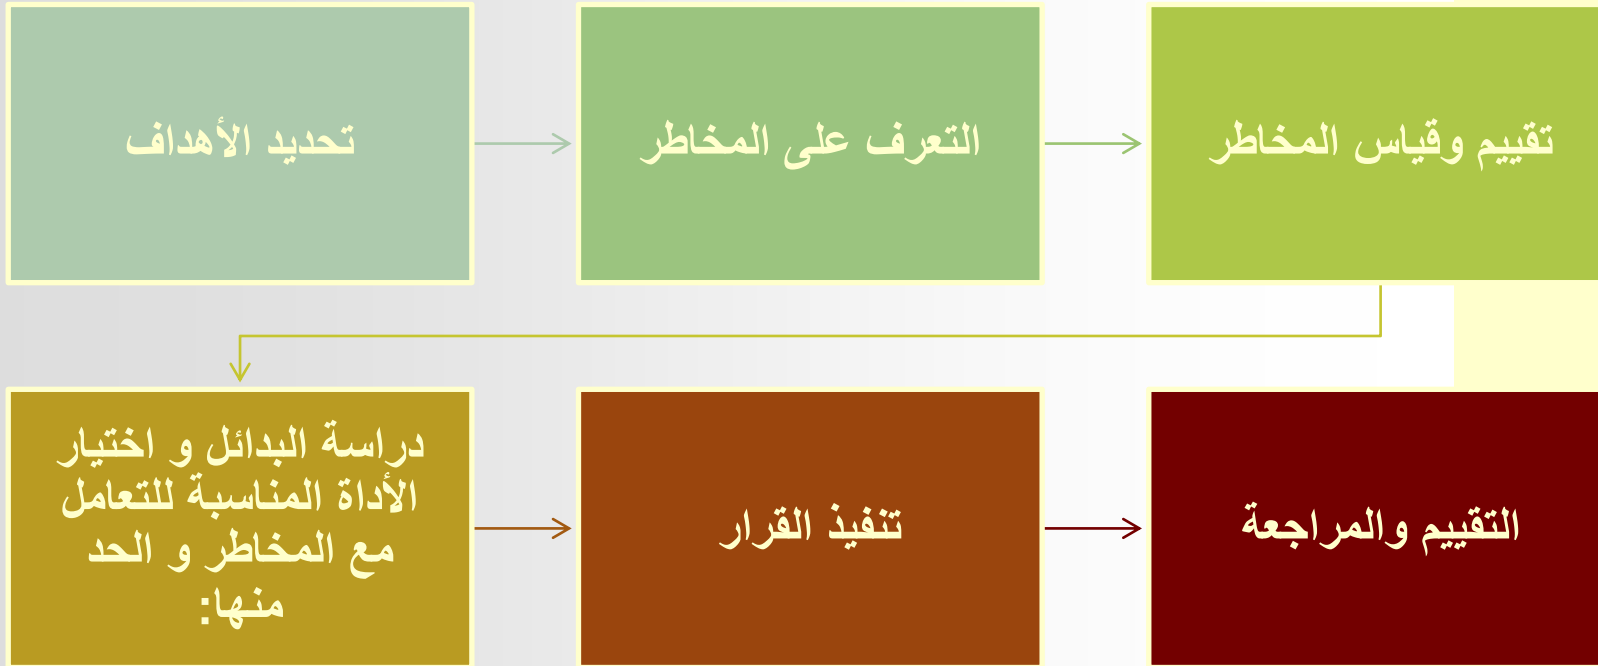 تحديد الأهداف
التعرف على المخاطر
تقييم وقياس المخاطر
دراسة البدائل و اختيار
الأداة المناسبة للتعامل
مع المخاطر و الحد
منها:
تنفيذ القرار
التقييم والمراجعة